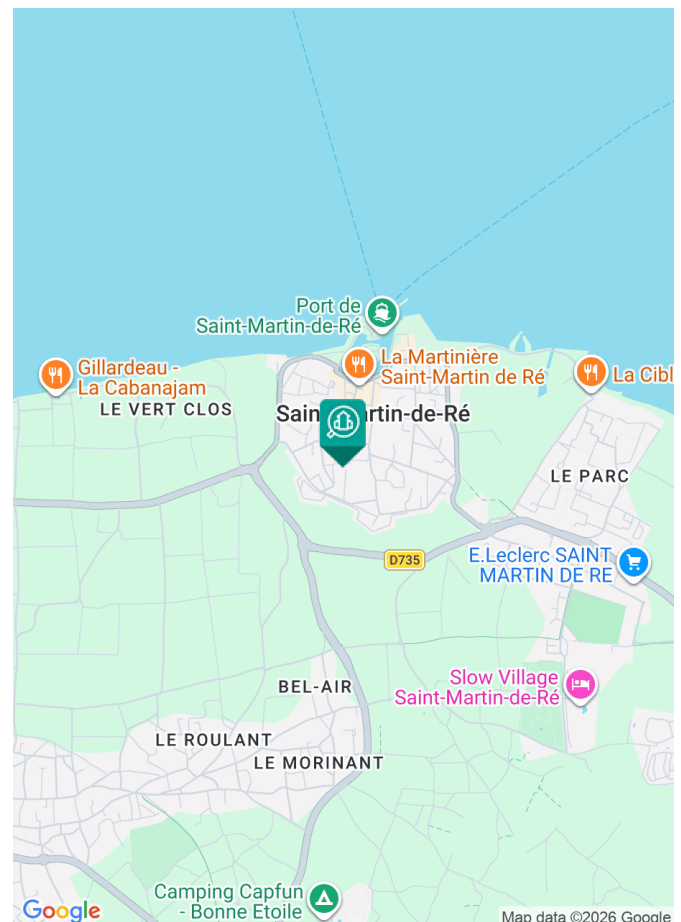 Port de
Saint-Martin-de-Ré
La Martinière
Saint-Martin de Ré
Gillardeau -
La Cabanajam
La Cibl
LE VERT CLOS
Saint-Martin-de-Ré
LE PARC
D735
E.Leclerc SAINT
MARTIN DE RE
Slow Village
Saint-Martin-de-Ré
BEL-AIR
LE ROULANT
LE MORINANT
Camping Capfun
- Bonne Etoile
Google
Map data ©2026 Google